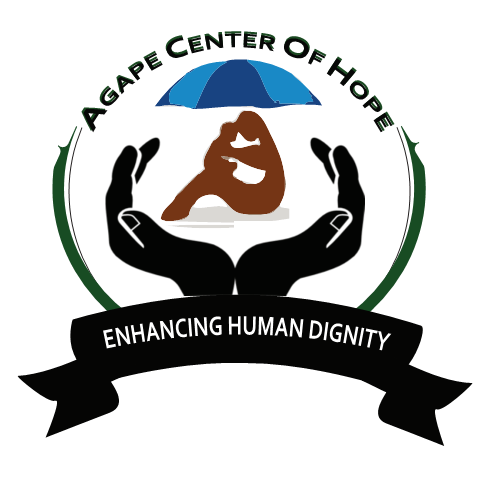 Agape Center Of Hope
ENHANCING HUMAN DIGNITY